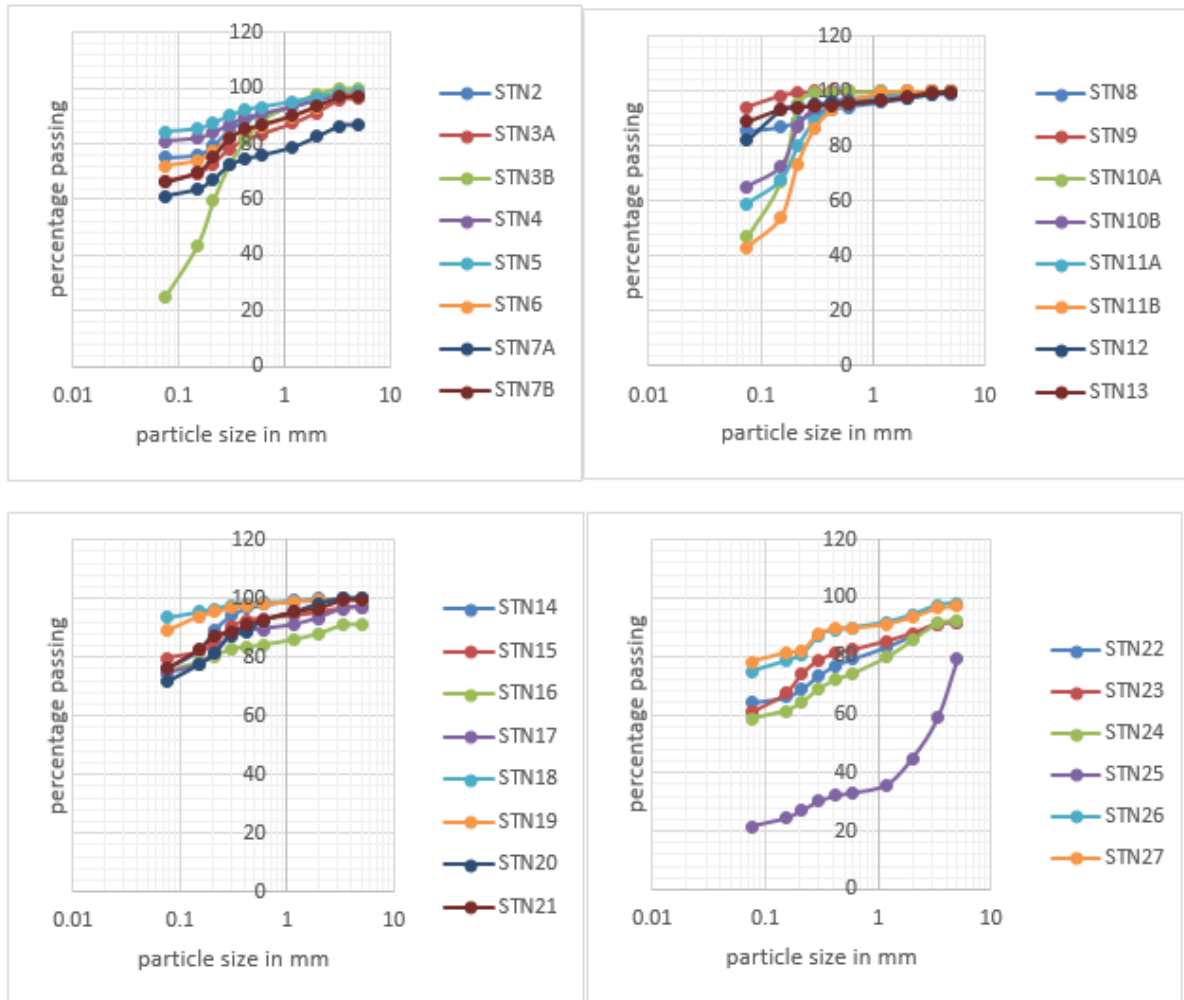 120
100
80
60
40
20
0
percentage passing
0.01 0.1 1 10
particle size in mm
STN2
STN3A
STN3B
STN4
STN5
STN6
STN7A
STN7B
120
100
80
60
40
20
0
percentage passing
0.01 0.1 1 10
particle size in mm
STN8
STN9
STN10A
STN10B
STN11A
STN11B
STN12
STN13
120
100
80
60
40
20
0
percentage passing
0.01 0.1 1 10
particle size in mm
STN14
STN15
STN16
STN17
STN18
STN19
STN20
STN21
120
100
80
60
40
20
0
percentage passing
0.01 0.1 1 10
particle size in mm
STN22
STN23
STN24
STN25
STN26
STN27